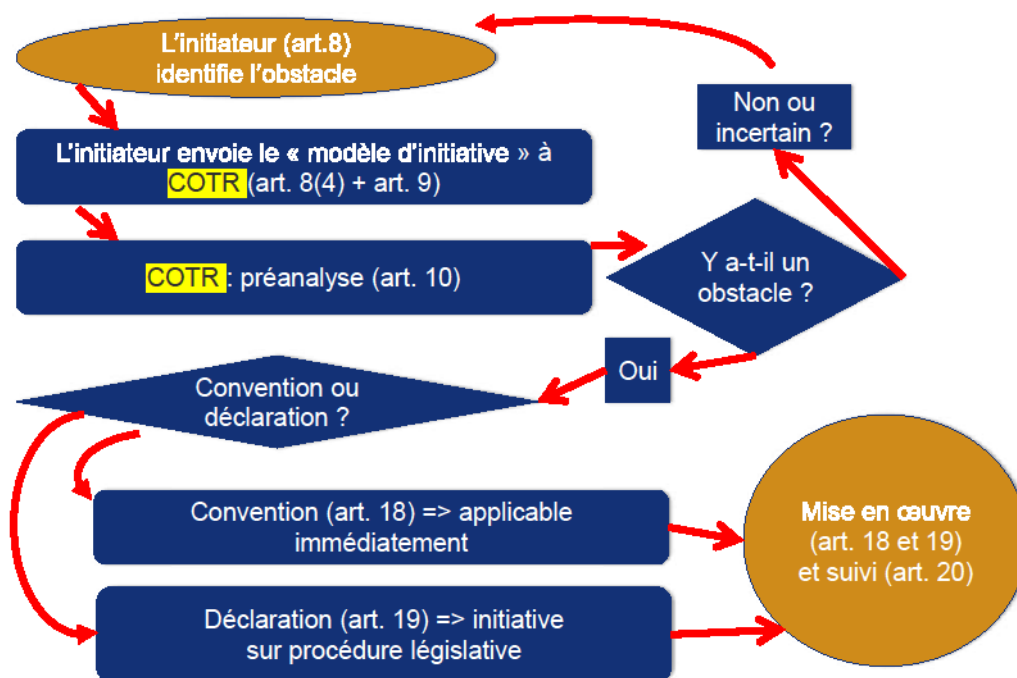 L'initiateur (art.8)
identifie l'obstacle
Non ou
incertain ?
L'initiateur envoie le « modèle d'initiative » à
COTR (art. 8(4) + art. 9)
COTR : préanalyse (art. 10)
Y a-t-il un
obstacle ?
Oui
Convention ou
déclaration ?
Convention (art. 18) => applicable
immédiatement
Mise en œuvre
(art. 18 et 19)
et suivi (art. 20)
Déclaration (art. 19) => initiative
sur procédure législative